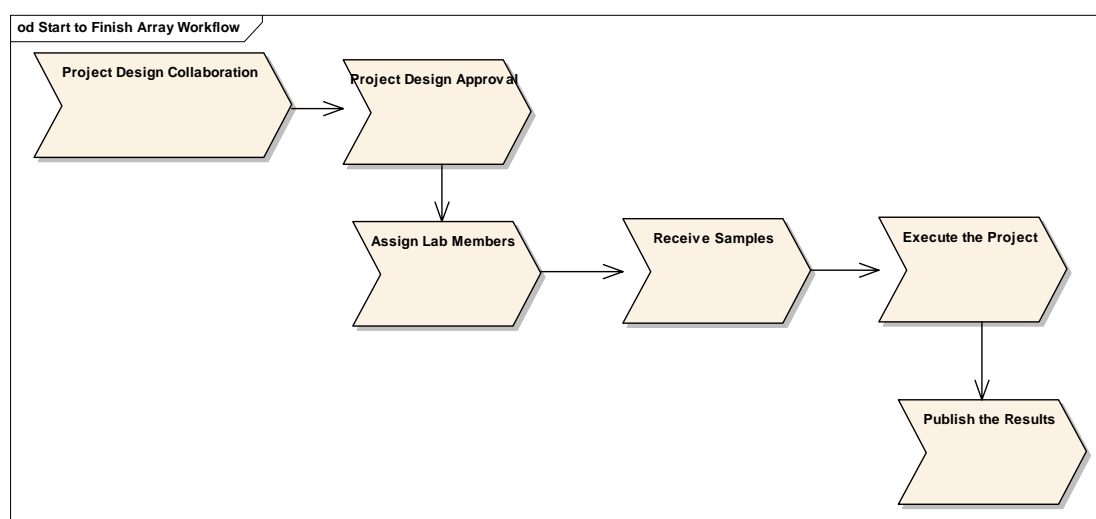 od Start to Finish Array Workflow
Project Design Collaboration
Project Design Approval
Assign Lab Members
Receive Samples
Execute the Project
Publish the Results